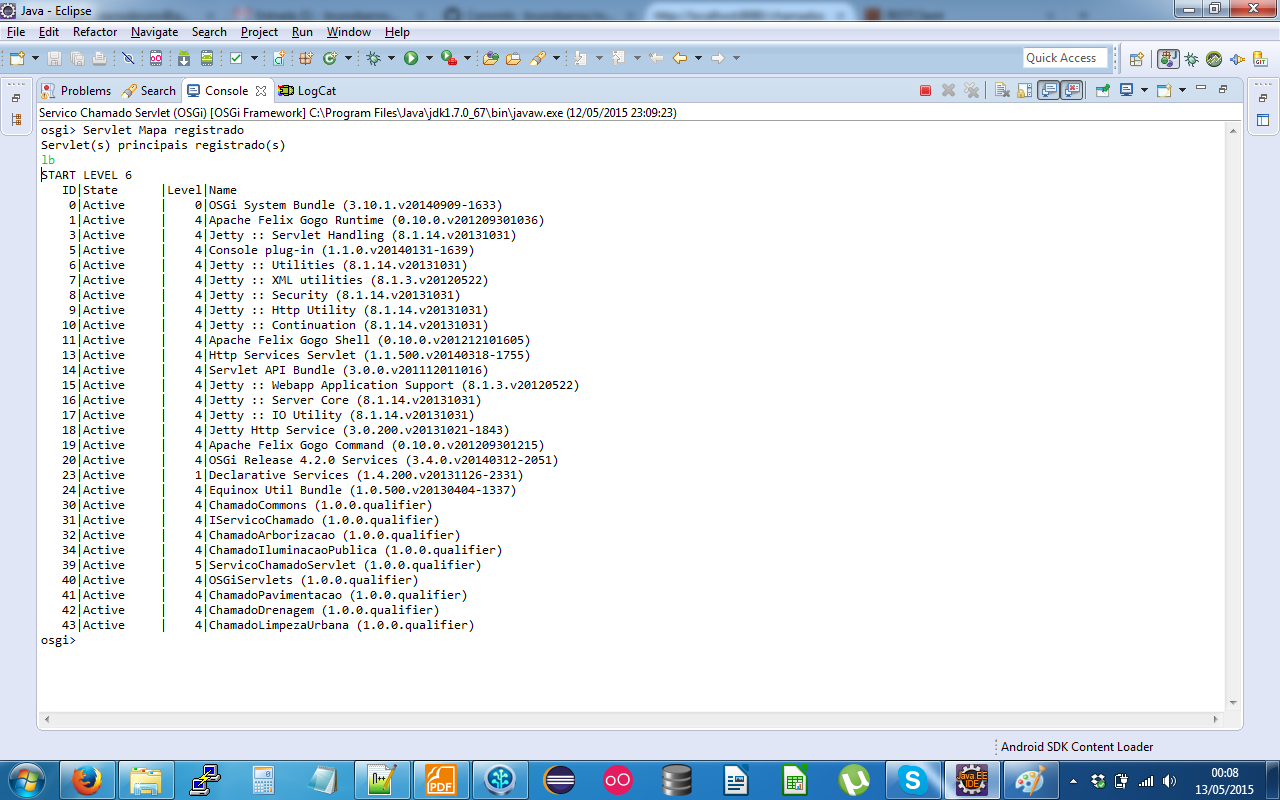 Java - Eclipse
File Edit Refactor Navigate Search Project Run Window Help
Quick Access
Problems Search Console LogCat
Servico Chamado Servlet (OSGi) [OSGi Framework] C:\Program Files\Java\jdk1.7.0_67\bin\javaw.exe (12/05/2015 23:09:23)
osgi> Servlet Mapa registrado
Servlet(s) principais registrado(s)
lb
START LEVEL 6
ID|State |Level|Name
0|Active | 0|OSGi System Bundle (3.10.1.v20140909-1633)
1|Active | 4|Apache Felix Gogo Runtime (0.10.0.v201209301036)
3|Active | 4|Jetty :: Servlet Handling (8.1.14.v20131031)
5|Active | 4|Console plug-in (1.1.0.v20140131-1639)
6|Active | 4|Jetty :: Utilities (8.1.14.v20131031)
7|Active | 4|Jetty :: XML utilities (8.1.3.v20120522)
8|Active | 4|Jetty :: Security (8.1.14.v20131031)
9|Active | 4|Jetty :: Http Utility (8.1.14.v20131031)
10|Active | 4|Jetty :: Continuation (8.1.14.v20131031)
11|Active | 4|Apache Felix Gogo Shell (0.10.0.v201212101605)
13|Active | 4|Http Services Servlet (1.1.500.v20140318-1755)
14|Active | 4|Servlet API Bundle (3.0.0.v201112011016)
15|Active | 4|Jetty :: Webapp Application Support (8.1.3.v20120522)
16|Active | 4|Jetty :: Server Core (8.1.14.v20131031)
17|Active | 4|Jetty :: IO Utility (8.1.14.v20131031)
18|Active | 4|Jetty Http Service (3.0.200.v20131021-1843)
19|Active | 4|Apache Felix Gogo Command (0.10.0.v201209301215)
20|Active | 4|OSGi Release 4.2.0 Services (3.4.0.v20140312-2051)
23|Active | 1|Declarative Services (1.4.200.v20131126-2331)
24|Active | 4|Equinox Util Bundle (1.0.500.v20130404-1337)
30|Active | 4|ChamadoCommons (1.0.0.qualifier)
31|Active | 4|IServicoChamado (1.0.0.qualifier)
32|Active | 4|ChamadoArborizacao (1.0.0.qualifier)
34|Active | 4|ChamadoIluminacaoPublica (1.0.0.qualifier)
39|Active | 5|ServicoChamadoServlet (1.0.0.qualifier)
40|Active | 4|OSGiServlets (1.0.0.qualifier)
41|Active | 4|ChamadoPavimentacao (1.0.0.qualifier)
42|Active | 4|ChamadoDrenagem (1.0.0.qualifier)
43|Active | 4|ChamadoLimpezaUrbana (1.0.0.qualifier)
osgi>
Android SDK Content Loader
PDF
Java EE
IDE
00:08
13/05/2015